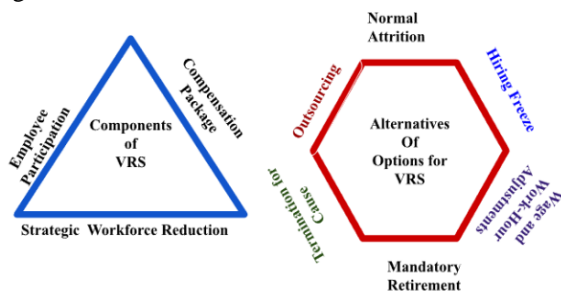 Employee
Participation
Compensation
Package
Components
of
VRS
Strategic Workforce Reduction
Normal
Attrition
Outsourcing
Hiring Freeze
Alternatives
Of
Options for
VRS
Termination for
Cause
Wage and
Work-Hour
Adjustments
Mandatory
Retirement